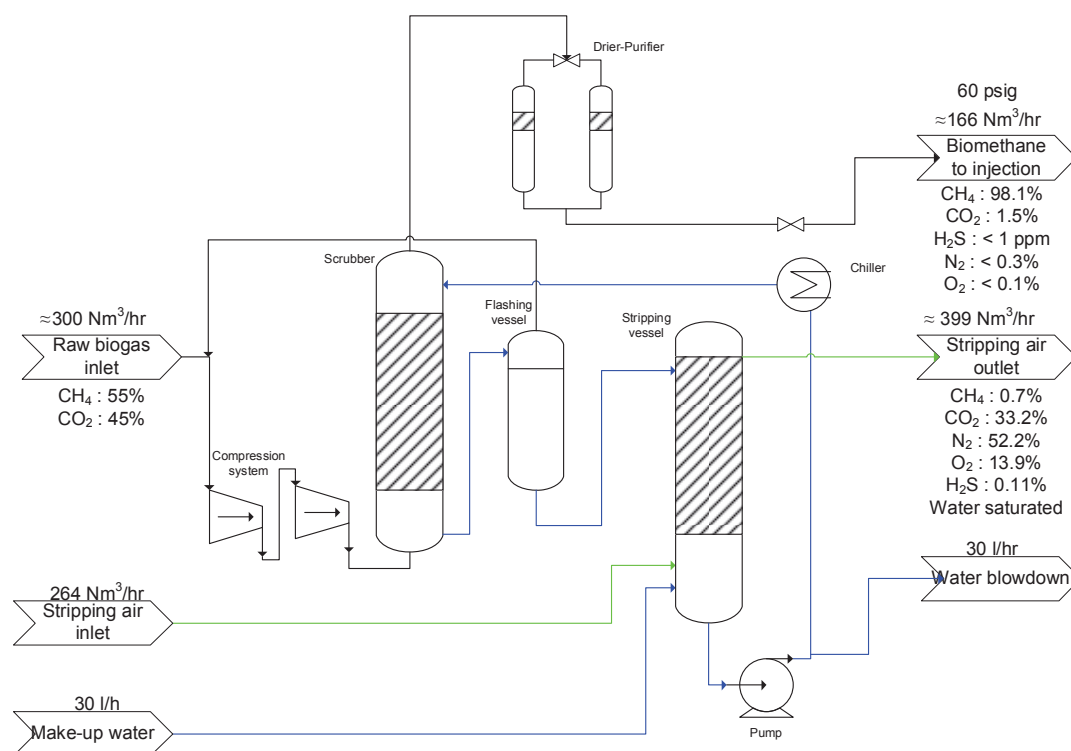 Drier-Purifier
60 psig
≈166 Nm³/hr
Biomethane
to injection
CH₄ : 98.1%
CO₂ : 1.5%
H₂S : < 1 ppm
N₂ : < 0.3%
O₂ : < 0.1%
Scrubber
Chiller
Flashing
vessel
Stripping
vessel
≈300 Nm³/hr
Raw biogas
inlet
CH₄ : 55%
CO₂ : 45%
≈ 399 Nm³/hr
Stripping air
outlet
CH₄ : 0.7%
CO₂ : 33.2%
N₂ : 52.2%
O₂ : 13.9%
H₂S : 0.11%
Water saturated
Compression
system
30 l/hr
Water blowdown
264 Nm³/hr
Stripping air
inlet
30 l/h
Make-up water
Pump